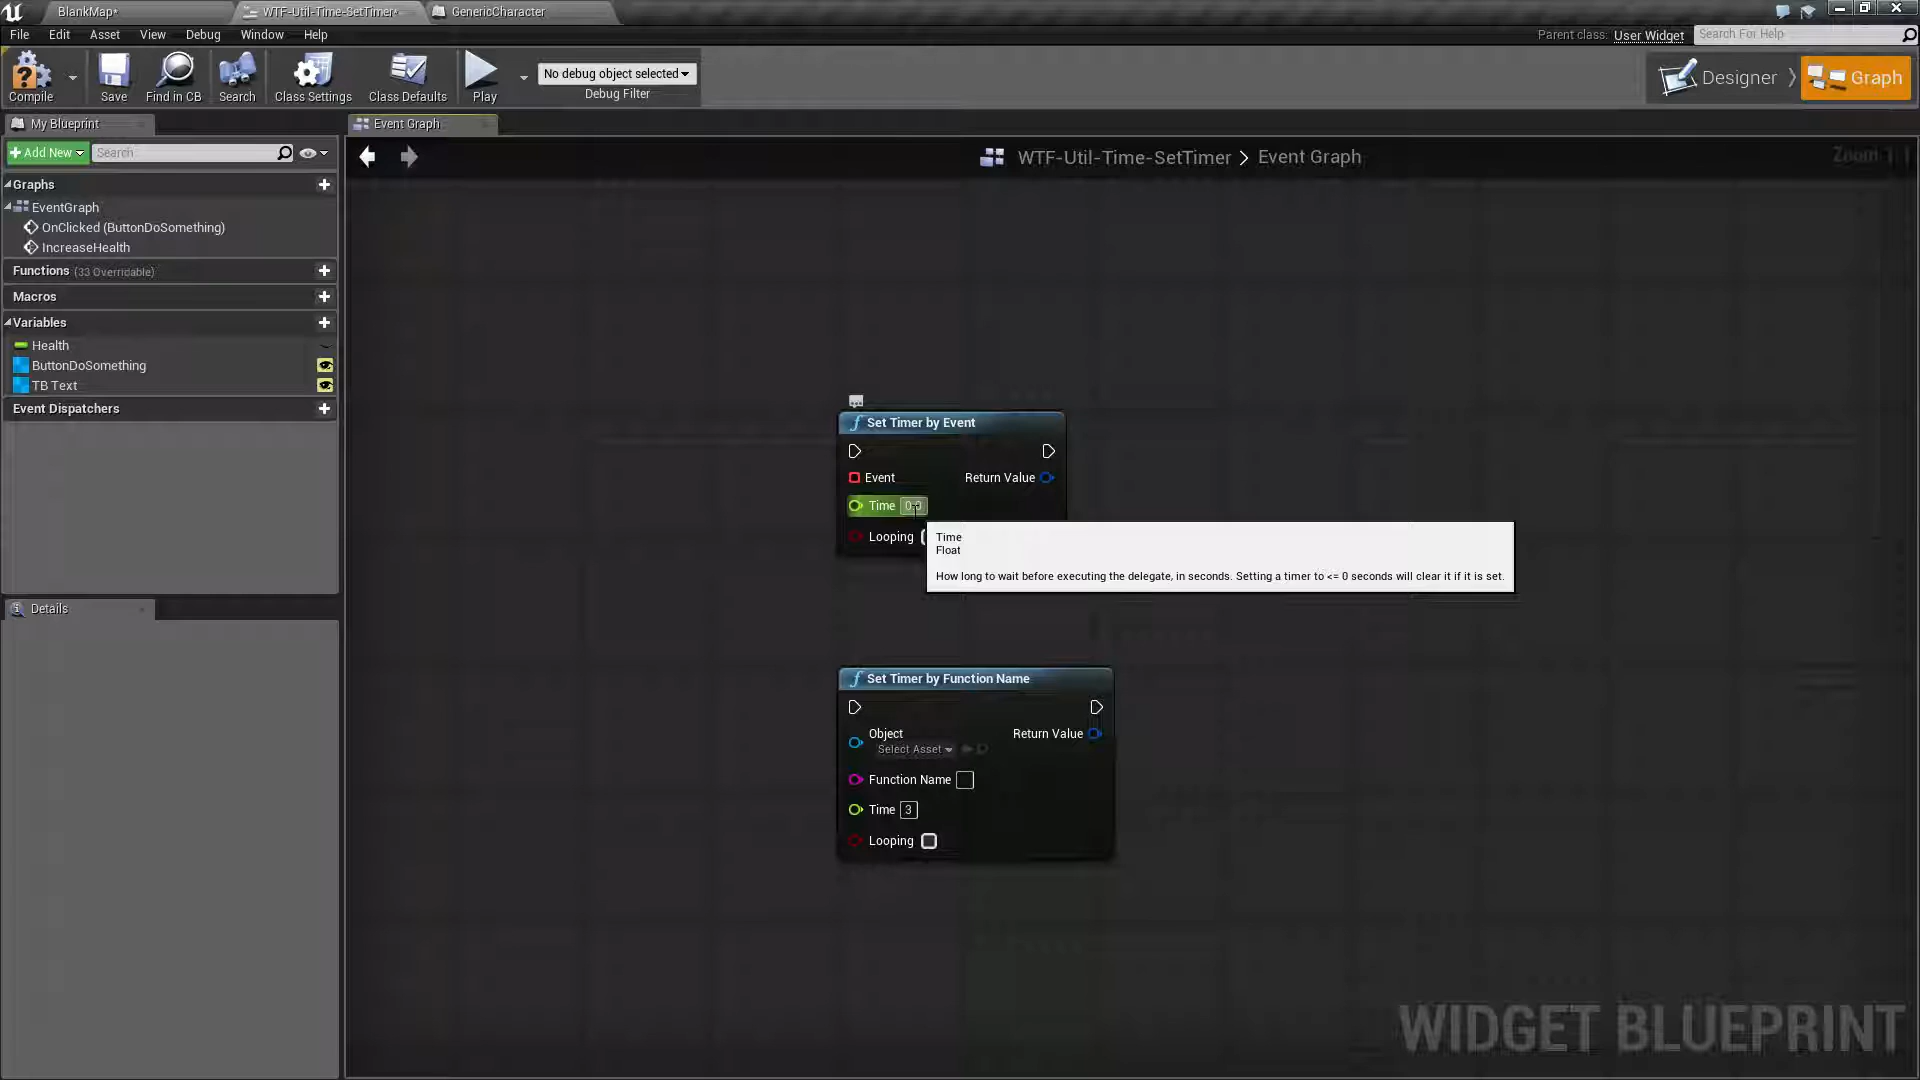 BlankMap*
WTF-Util-Time-SetTimer*
GenericCharacter
File Edit Asset View Debug Window Help
Parent class: User Widget
Search For Help
Compile
Save
Find in CB
Search
Class Settings
Class Defaults
Play
No debug object selected
Debug Filter
Designer
Graph
My Blueprint
Event Graph
Add New
Search
WTF-Util-Time-SetTimer > Event Graph
Graphs
EventGraph
OnClicked (ButtonDoSomething)
IncreaseHealth
Functions (33 Overridable)
Macros
Variables
Health
ButtonDoSomething
TB Text
Event Dispatchers
Details
Set Timer by Event
Event
Return Value
Time 0.0
Looping
Time
Float
How long to wait before executing the delegate, in seconds. Setting a timer to <= 0 seconds will clear it if it is set.
Set Timer by Function Name
Object
Select Asset
Return Value
Function Name
Time 3
Looping
WIDGET BLUEPRINT